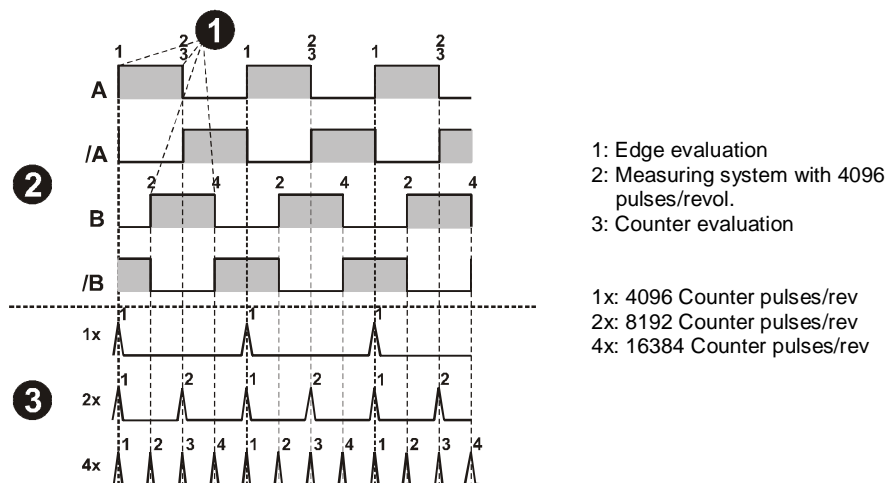 1
1 2 3 1 2 3 1 2 3
A
/A
2
2 4 2 4 2 4
B
/B
1 1 1
1x
3
1 2 1 2 1 2
2x
1 2 3 4 1 2 3 4 1 2 3 4
4x
1: Edge evaluation
2: Measuring system with 4096
pulses/revol.
3: Counter evaluation
1x: 4096 Counter pulses/rev
2x: 8192 Counter pulses/rev
4x: 16384 Counter pulses/rev